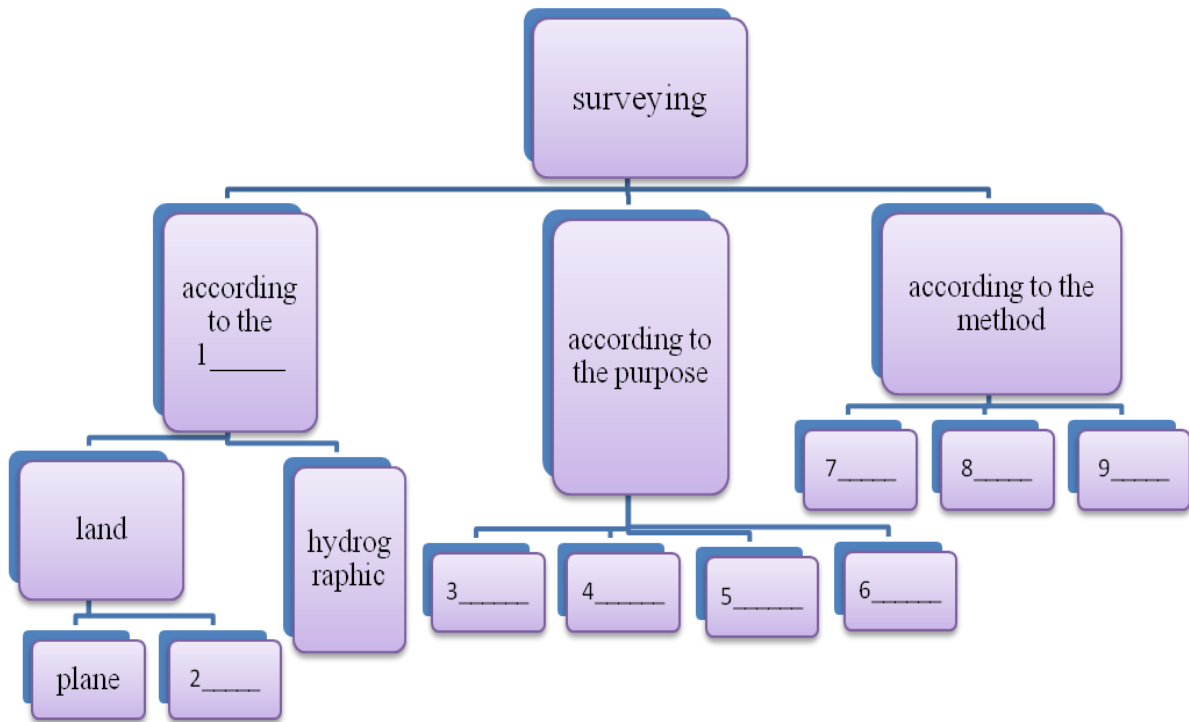 surveying
according
to the
1______
according to
the purpose
according to the
method
land
hydrog
raphic
plane
2_____
3______
4______
5______
6______
7_____
8_____
9_____